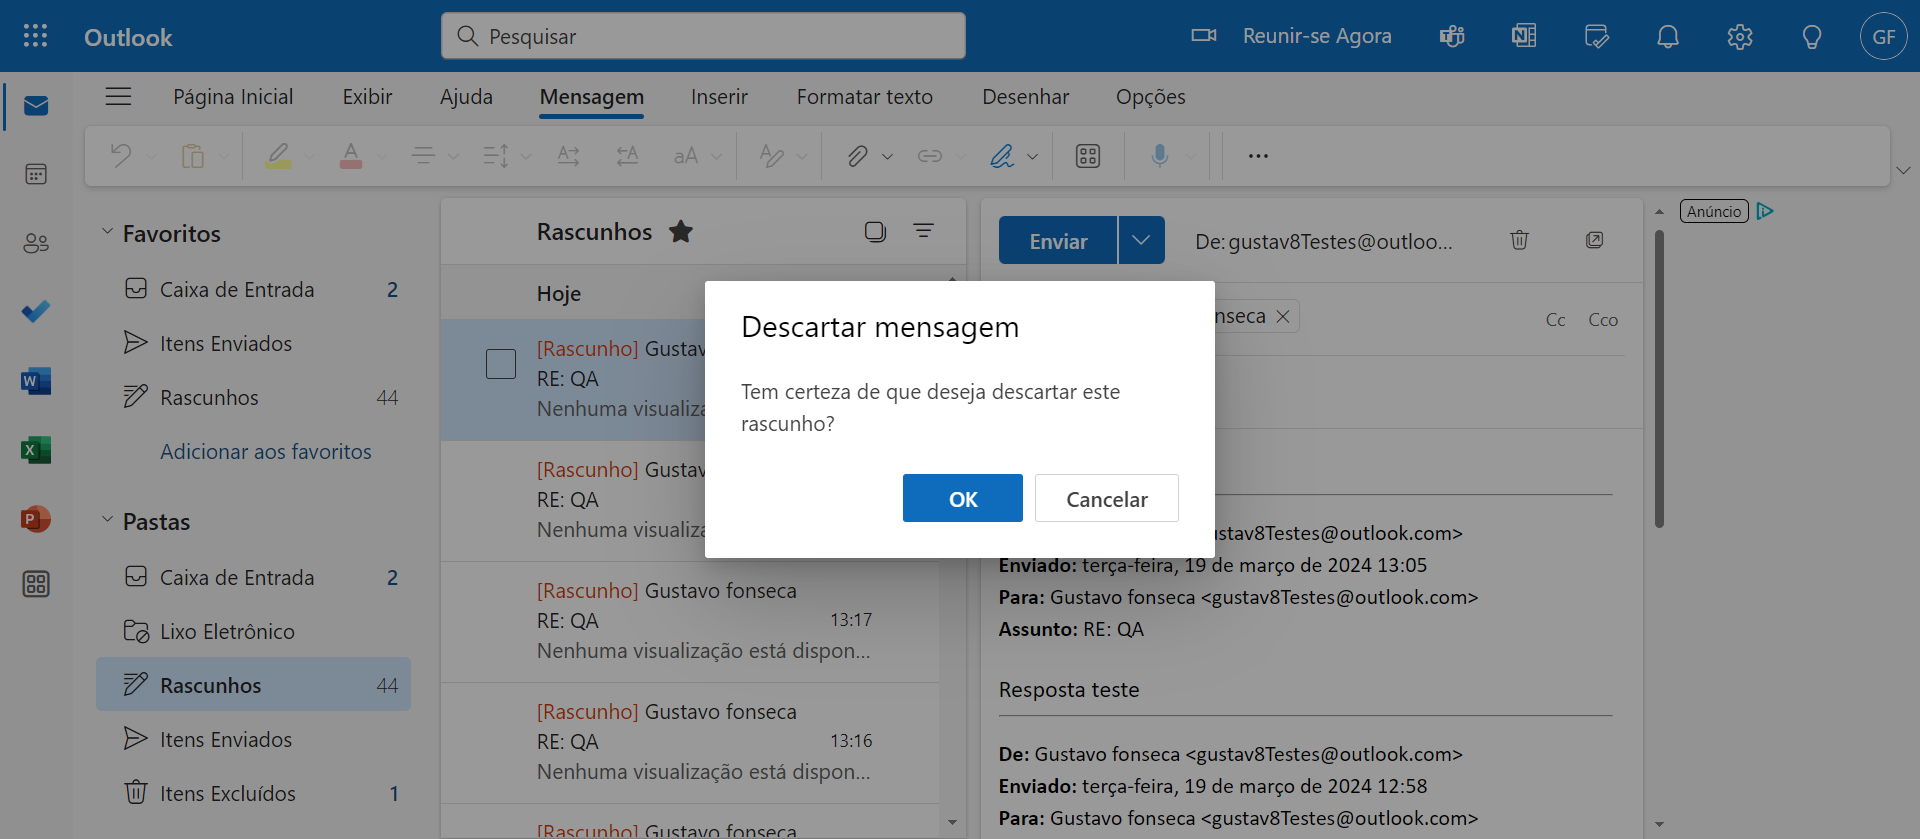 Outlook
Pesquisar
Reunir-se Agora
GF
Página Inicial
Exibir
Ajuda
Mensagem
Inserir
Formatar texto
Desenhar
Opções
Favoritos
Caixa de Entrada 2
Itens Enviados
Rascunhos 44
Adicionar aos favoritos
Pastas
Caixa de Entrada 2
Lixo Eletrônico
Rascunhos 44
Itens Enviados
Itens Excluídos 1
Rascunhos
Hoje
[Rascunho] Gustav
RE: QA
Nenhuma visualiza
[Rascunho] Gustav
RE: QA
Nenhuma visualiza
[Rascunho] Gustavo fonseca
RE: QA 13:17
Nenhuma visualização está dispon...
[Rascunho] Gustavo fonseca
RE: QA 13:16
Nenhuma visualização está dispon...
[Rascunho] Gustavo fonseca
Descartar mensagem
Tem certeza de que deseja descartar este
rascunho?
OK
Cancelar
Enviar
De: gustav8Testes@outloo...
nseca
Cc
Cco
stav8Testes@outlook.com>
Enviado: terça-feira, 19 de março de 2024 13:05
Para: Gustavo fonseca <gustav8Testes@outlook.com>
Assunto: RE: QA
Resposta teste
De: Gustavo fonseca <gustav8Testes@outlook.com>
Enviado: terça-feira, 19 de março de 2024 12:58
Para: Gustavo fonseca <gustav8Testes@outlook.com>
Anúncio